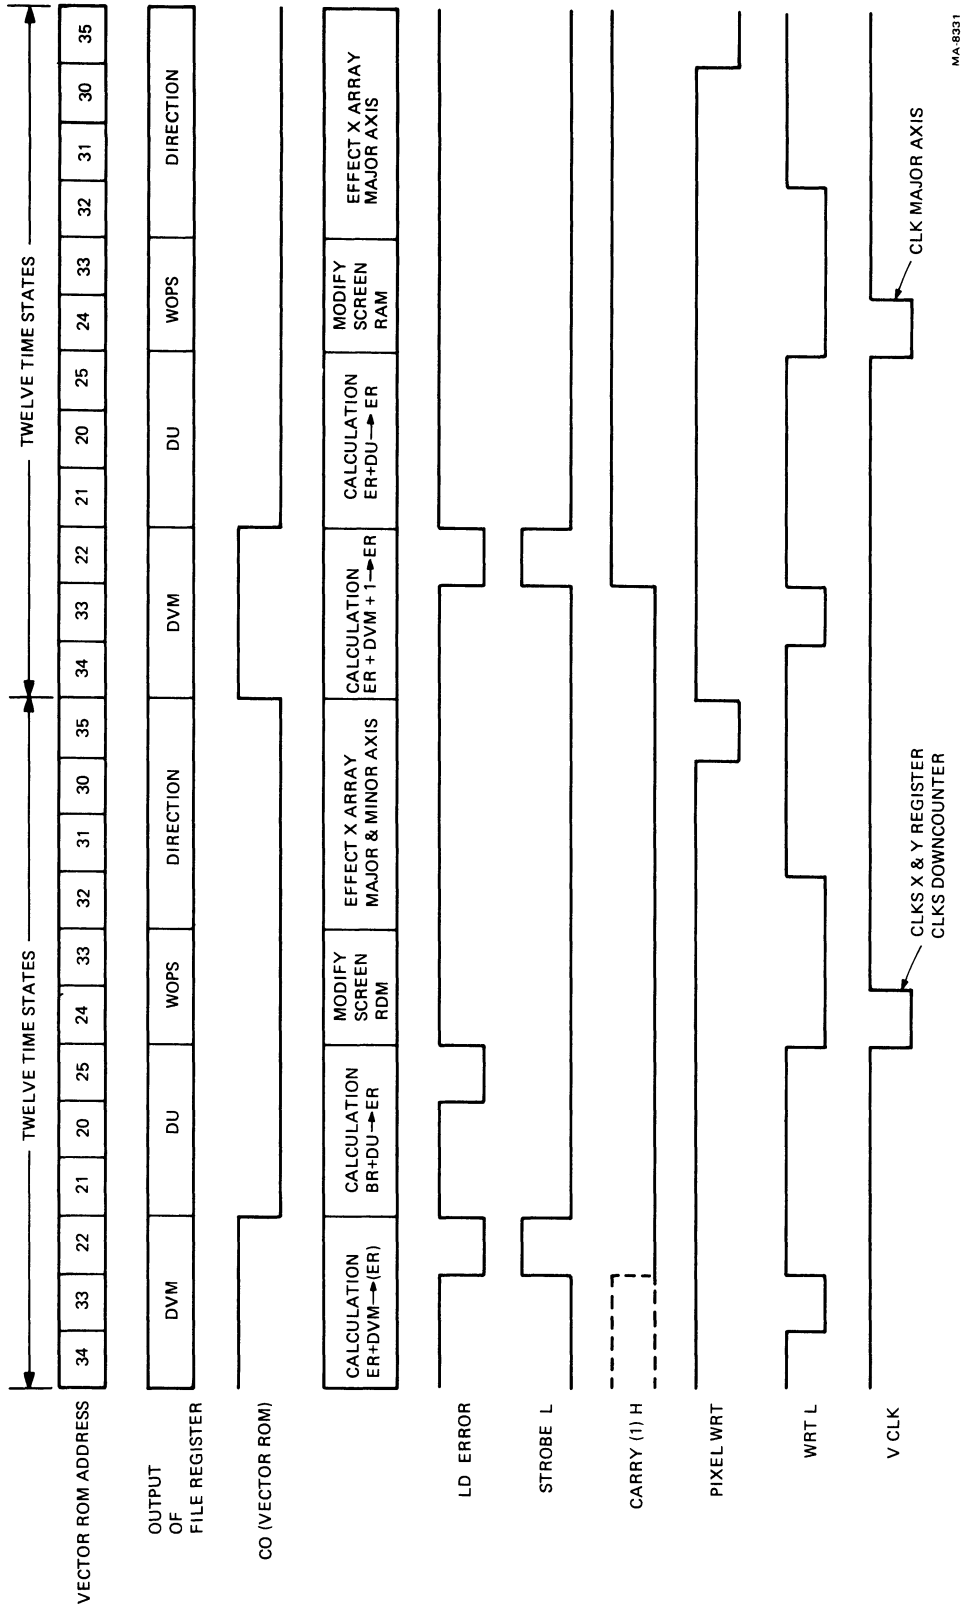 TWELVE TIME STATES
TWELVE TIME STATES
VECTOR ROM ADDRESS
34
33
22
21
20
25
24
33
32
31
30
35
34
33
22
21
20
25
24
33
32
31
30
35
OUTPUT
OF
FILE REGISTER
DVM
DU
WOPS
DIRECTION
DVM
DU
WOPS
DIRECTION
CO (VECTOR ROM)
CALCULATION
ER+DVM→(ER)
CALCULATION
BR+DU→ER
MODIFY
SCREEN
RDM
EFFECT X ARRAY
MAJOR & MINOR AXIS
CALCULATION
ER + DVM + 1→ER
CALCULATION
ER+DU→ER
MODIFY
SCREEN
RAM
EFFECT X ARRAY
MAJOR AXIS
LD ERROR
STROBE L
CARRY (1) H
PIXEL WRT
WRT L
V CLK
CLKS X & Y REGISTER
CLKS DOWNCOUNTER
CLK MAJOR AXIS
MA-8331